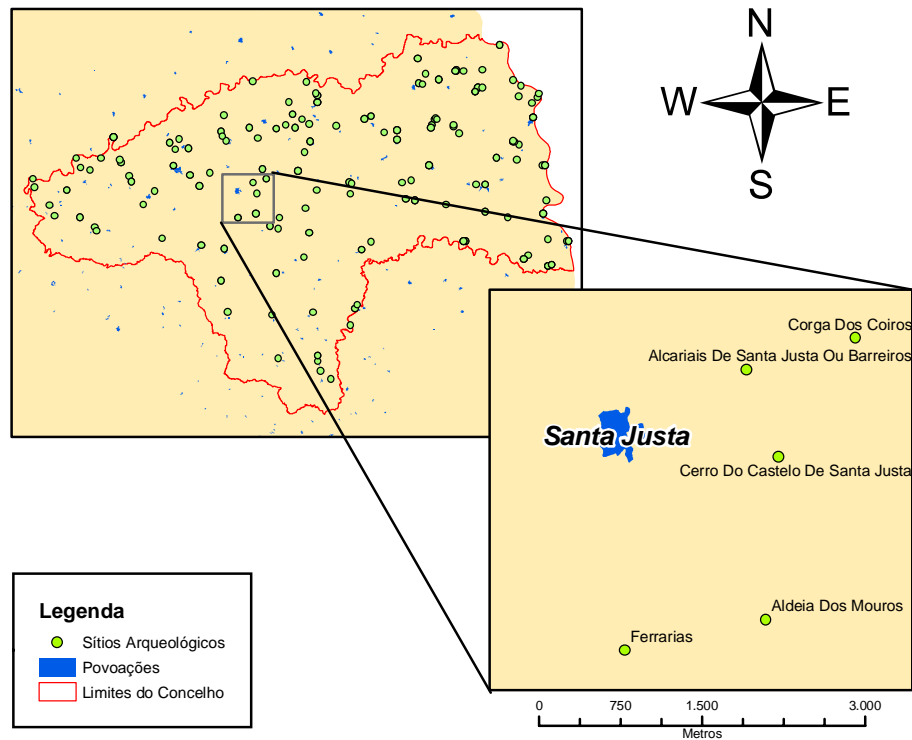 N
W E
S
Corga Dos Coiros
Alcariais De Santa Justa Ou Barreiros
Santa Justa
Cerro Do Castelo De Santa Justa
Aldeia Dos Mouros
Ferrarias
Legenda
Sítios Arqueológicos
Povoações
Limites do Concelho
0 750 1.500 3.000
Metros